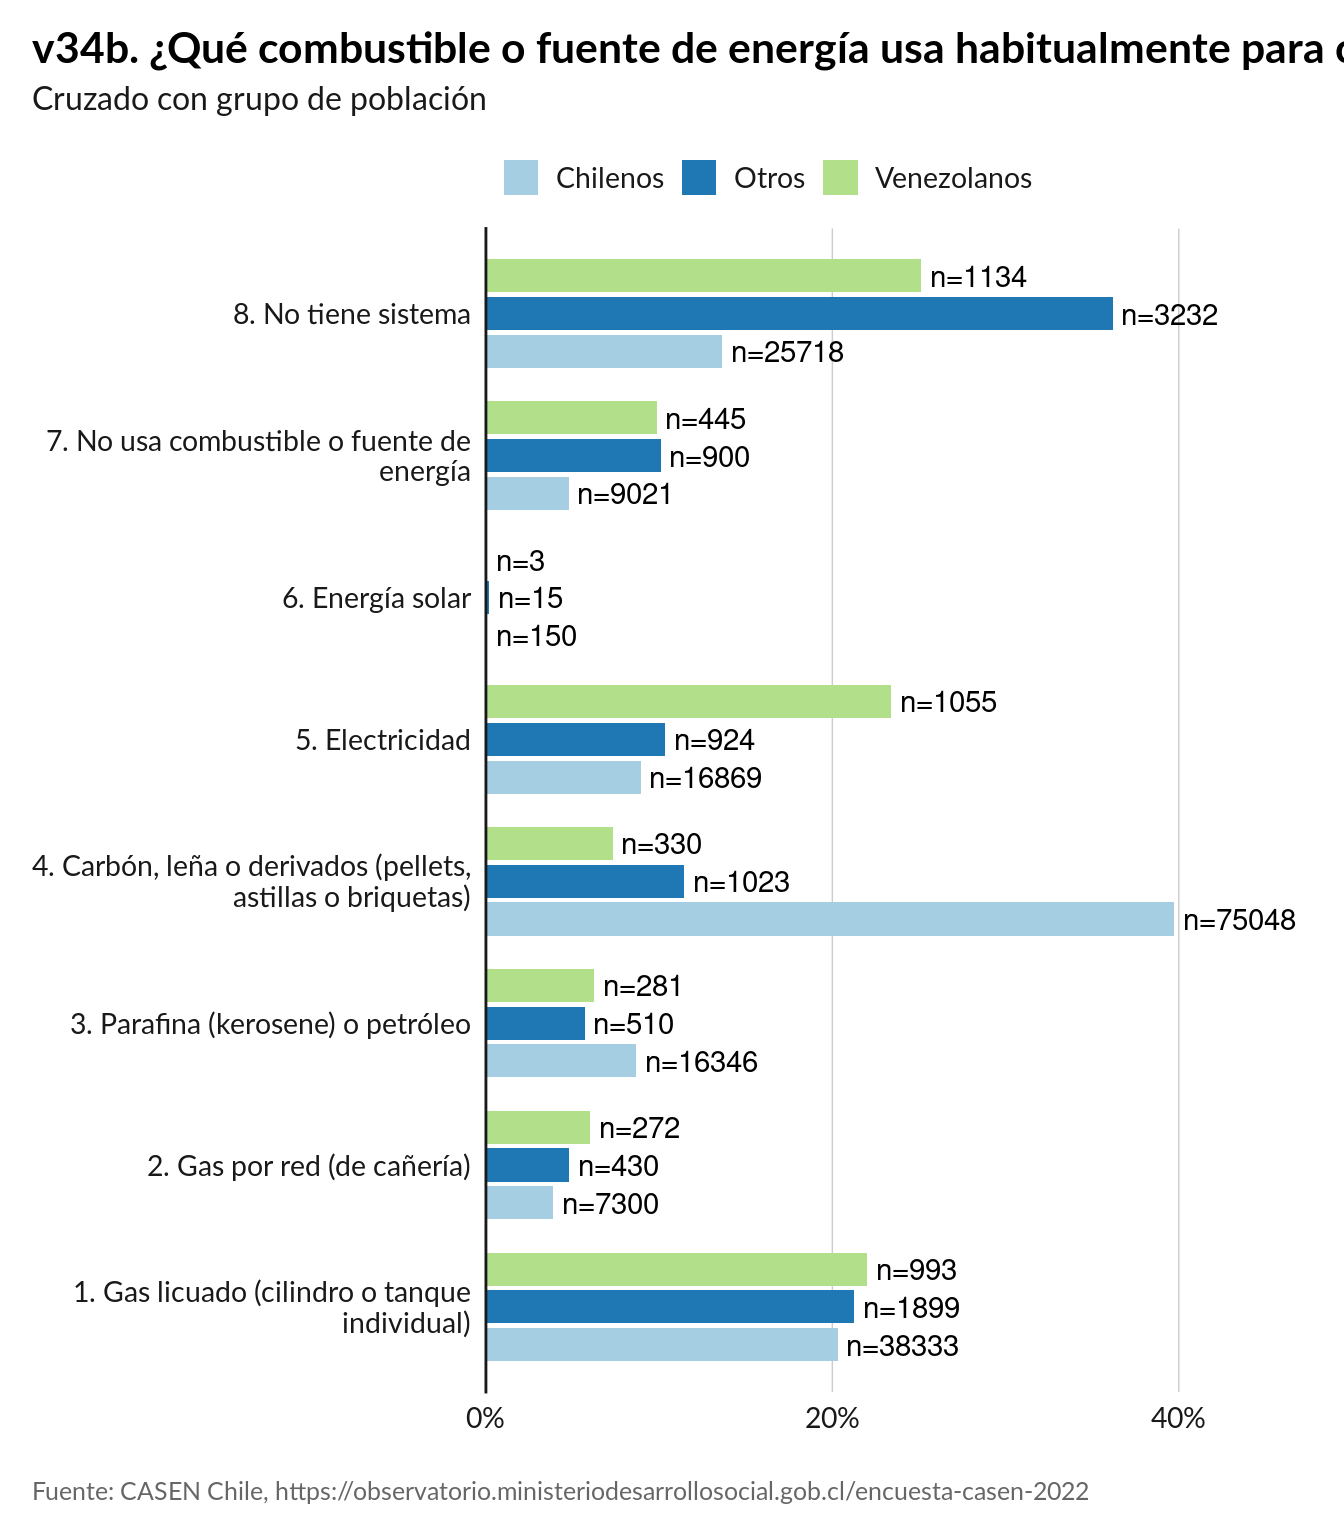 v34b. ¿Qué combustible o fuente de energía usa habitualmente para
Cruzado con grupo de población
Chilenos Otros Venezolanos
n=1134
8. No tiene sistema n=3232
n=25718
n=445
7. No usa combustible o fuente de
energía
n=900
n=9021
n=3
6. Energía solar n=15
n=150
n=1055
5. Electricidad n=924
n=16869
n=330
4. Carbón, leña o derivados (pellets,
astillas o briquetas)
n=1023
n=75048
n=281
3. Parafina (kerosene) o petróleo n=510
n=16346
n=272
2. Gas por red (de cañería) n=430
n=7300
n=993
1. Gas licuado (cilindro o tanque
individual)
n=1899
n=38333
0% 20% 40%
Fuente: CASEN Chile, https://observatorio.ministeriodesarrollosocial.gob.cl/encuesta-casen-2022